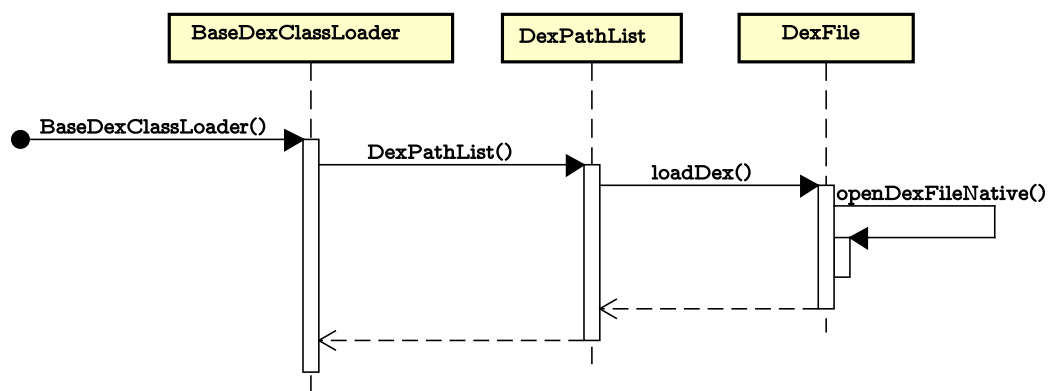 BaseDexClassLoader
DexPathList
DexFile
BaseDexClassLoader()
DexPathList()
loadDex()
openDexFileNative()